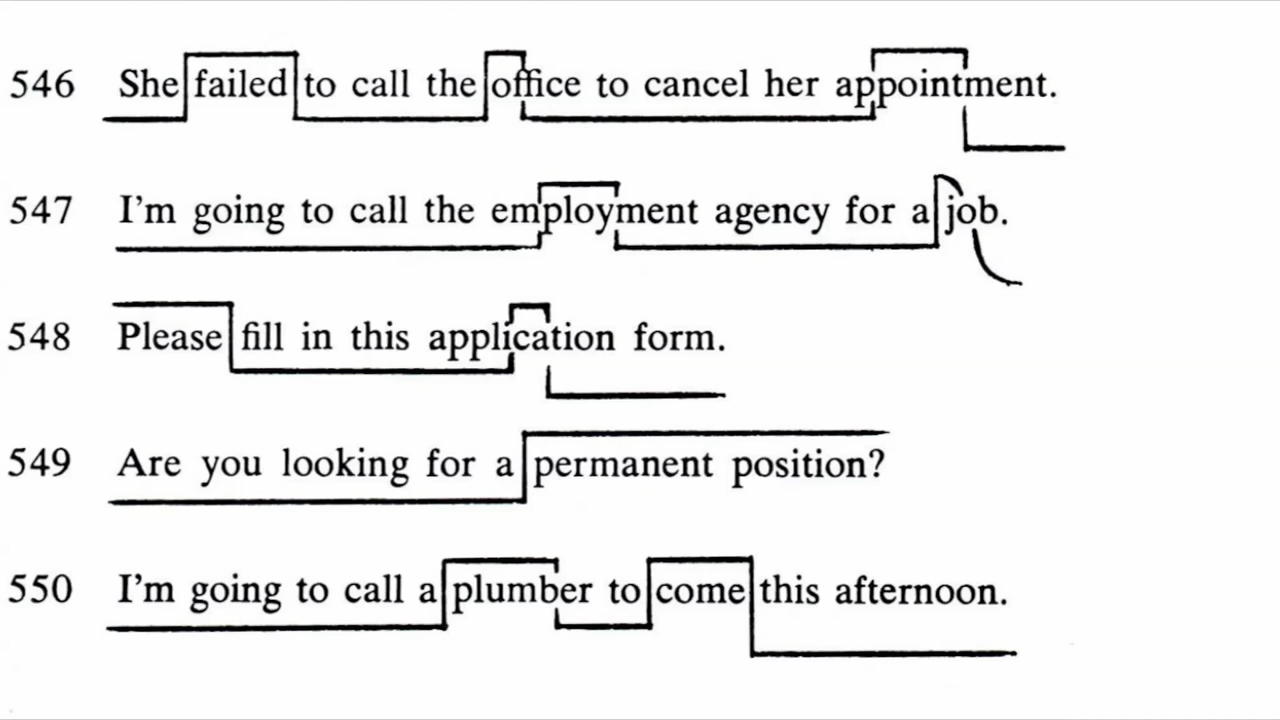 546 She failed to call the office to cancel her appointment.
547 I'm going to call the employment agency for a job.
548 Please fill in this application form.
549 Are you looking for a permanent position?
550 I'm going to call a plumber to come this afternoon.